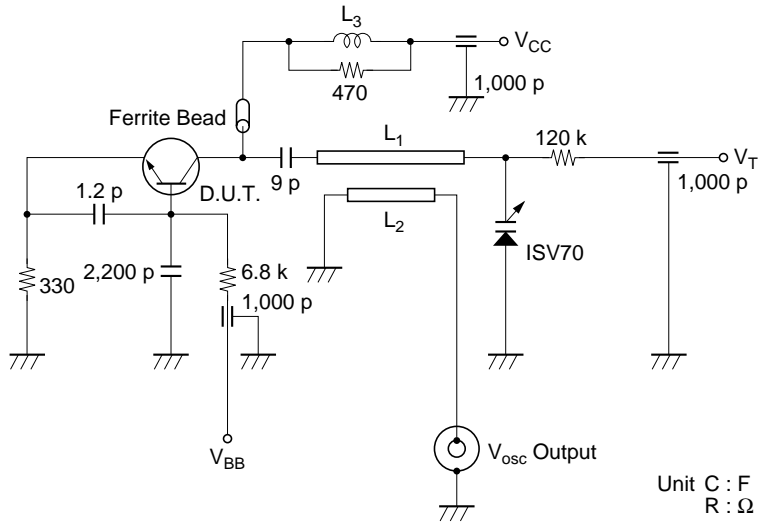 L3
VCC
1,000 p
470
Ferrite Bead
L1
120 k
VT
9 p
1,000 p
D.U.T.
1.2 p
L2
ISV70
330
2,200 p
6.8 k
1,000 p
VBB
Vosc Output
Unit C : F
R : Ω